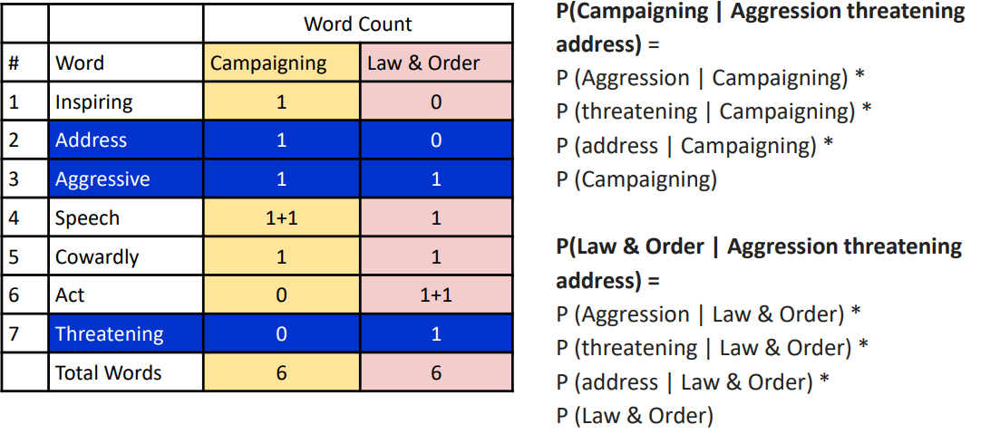 Word Count
# Word Campaigning Law & Order
1 Inspiring 1 0
2 Address 1 0
3 Aggressive 1 1
4 Speech 1+1 1
5 Cowardly 1 1
6 Act 0 1+1
7 Threatening 0 1
Total Words 6 6
P(Campaigning | Aggression threatening
address) =
P (Aggression | Campaigning) *
P (threatening | Campaigning) *
P (address | Campaigning) *
P (Campaigning)
P(Law & Order | Aggression threatening
address) =
P (Aggression | Law & Order) *
P (threatening | Law & Order) *
P (address | Law & Order) *
P (Law & Order)